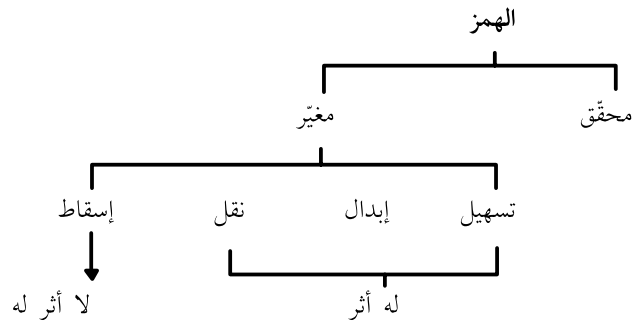 الهمز
محقّق
مغيّر
تسهيل
إبدال
نقل
إسقاط
له أثر
لا أثر له